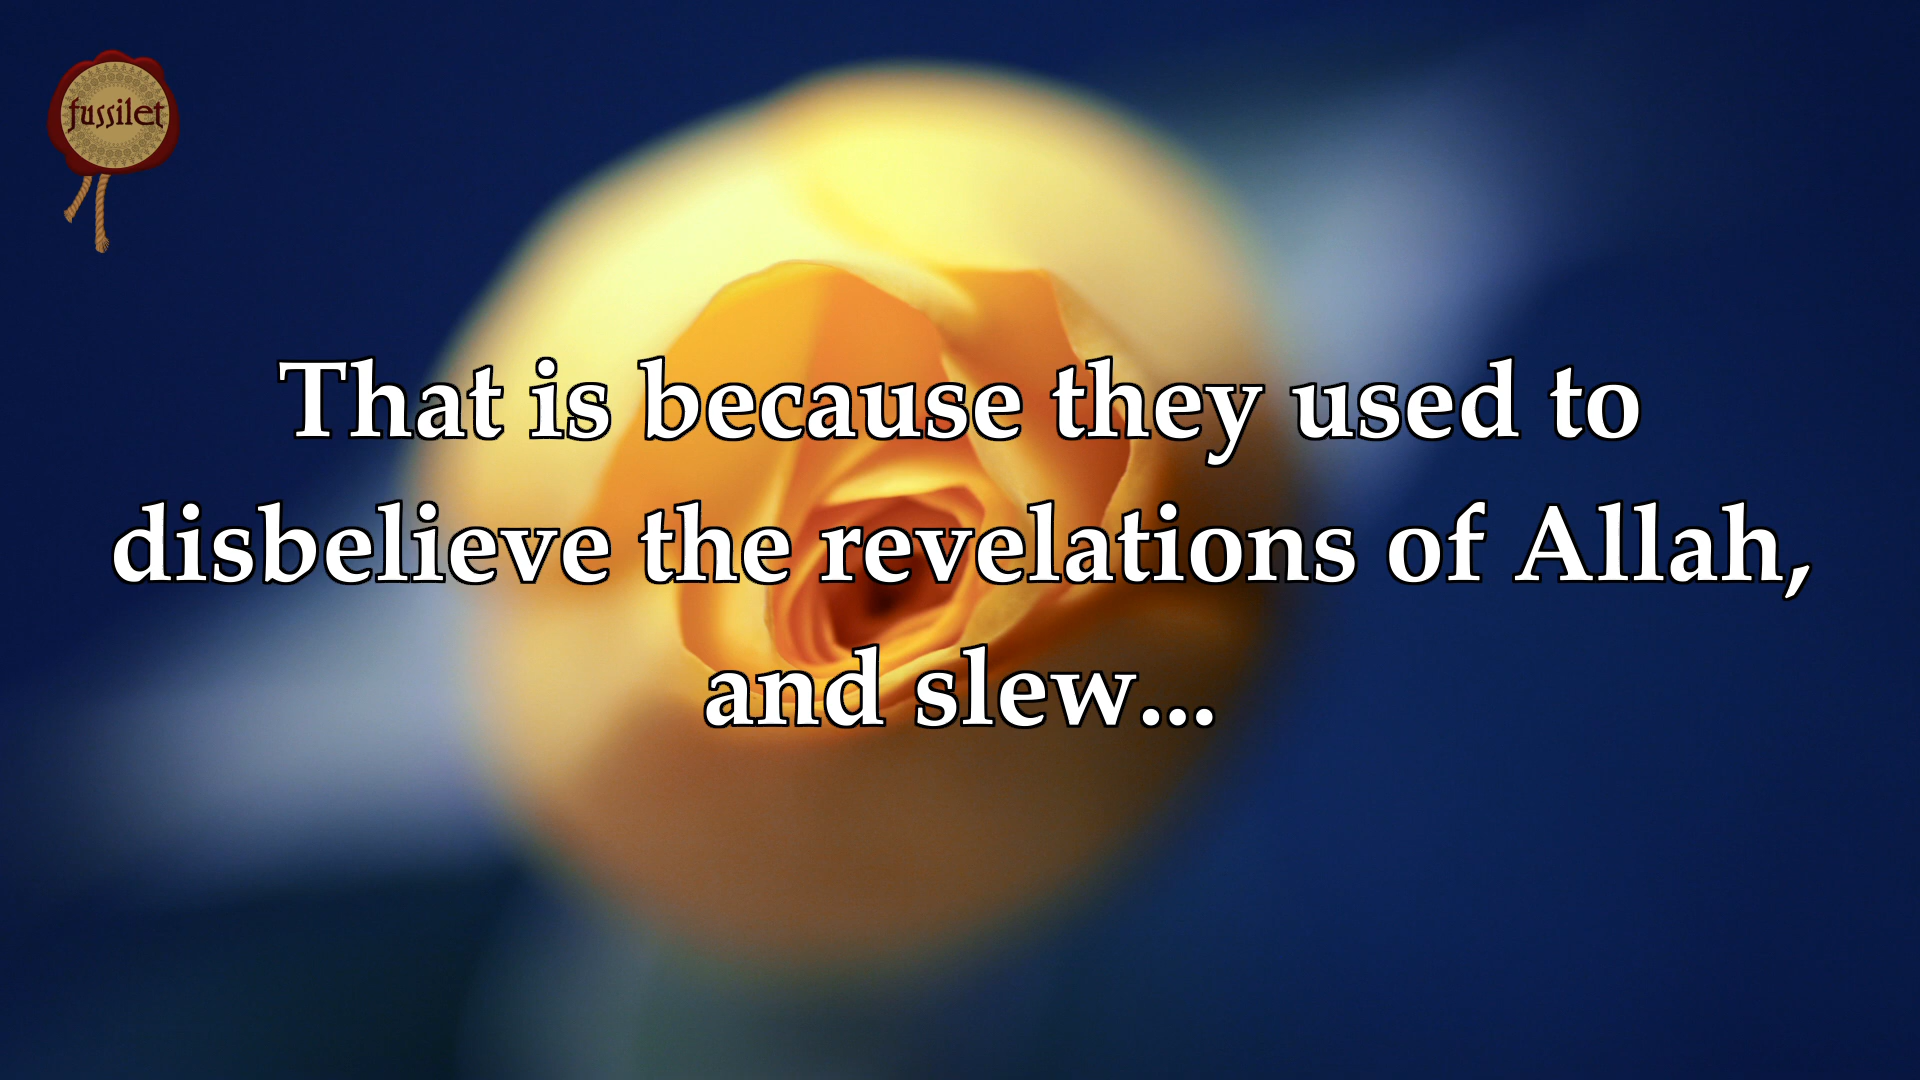 fussilet
That is because they used to
disbelieve the revelations of Allah,
and slew...